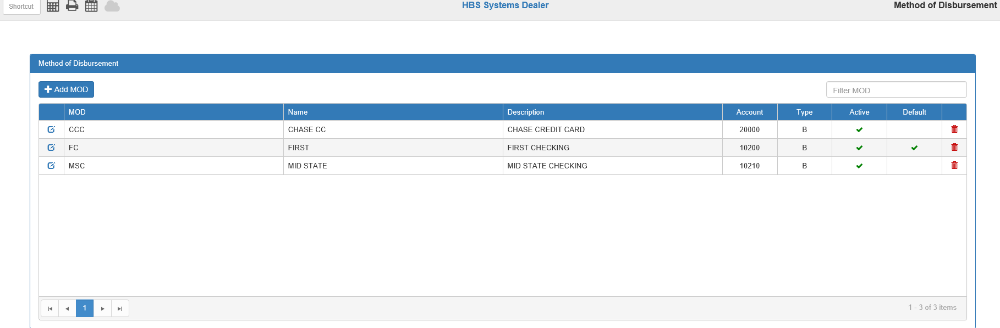 Shortcut HBS Systems Dealer Method of Disbursement
Method of Disbursement
Add MOD Filter MOD
MOD Name Description Account Type Active Default
CCC CHASE CC CHASE CREDIT CARD 20000 B
FC FIRST FIRST CHECKING 10200 B
MSC MID STATE MID STATE CHECKING 10210 B
1 1 - 3 of 3 items